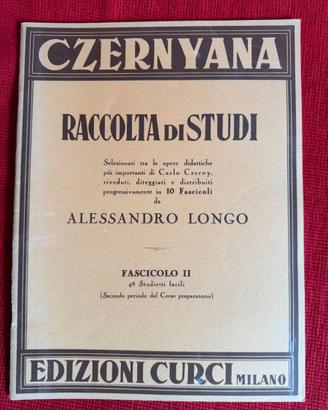 CZERNYANA
RACCOLTA DI STUDI
Selezionati tra le opere didattiche
più importanti di Carlo Czerny,
riveduti, diteggiati e distribuiti
progressivamente in 10 Fascicoli
da
ALESSANDRO LONGO
FASCICOLO II
48 Studietti facili
(Secondo periodo del Corso preparatorio)
EDIZIONI CURCI MILANO